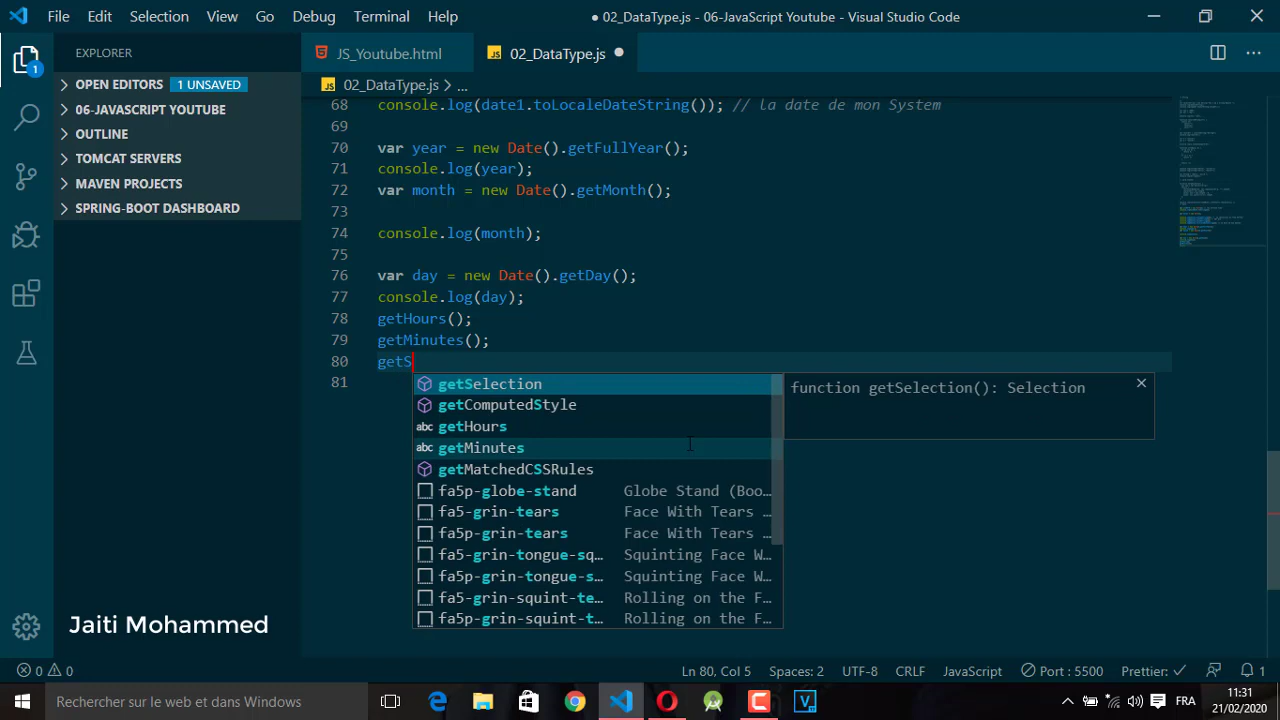 File Edit Selection View Go Debug Terminal Help
● 02_DataType.js - 06-JavaScript Youtube - Visual Studio Code
EXPLORER
JS_Youtube.html
JS 02_DataType.js
1
OPEN EDITORS 1 UNSAVED
JS 02_DataType.js > ...
06-JAVASCRIPT YOUTUBE
OUTLINE
TOMCAT SERVERS
MAVEN PROJECTS
SPRING-BOOT DASHBOARD
68 console.log(date1.toLocaleDateString()); // la date de mon System
69
70 var year = new Date().getFullYear();
71 console.log(year);
72 var month = new Date().getMonth();
73
74 console.log(month);
75
76 var day = new Date().getDay();
77 console.log(day);
78 getHours();
79 getMinutes();
80 getS
81
getSelection
function getSelection(): Selection
getComputedStyle
abc getHours
abc getMinutes
getMatchedCSSRules
fa5p-globe-stand Globe Stand (Boo…
fa5-grin-tears Face With Tears …
fa5p-grin-tears Face With Tears …
fa5-grin-tongue-sq… Squinting Face W…
fa5p-grin-tongue-s… Squinting Face W…
fa5-grin-squint-te… Rolling on the F…
fa5p-grin-squint-t… Rolling on the F…
Jaiti Mohammed
0 0
Ln 80, Col 5 Spaces: 2 UTF-8 CRLF JavaScript Port : 5500 Prettier: ✓ 1
Rechercher sur le web et dans Windows
FRA
11:31
21/02/2020